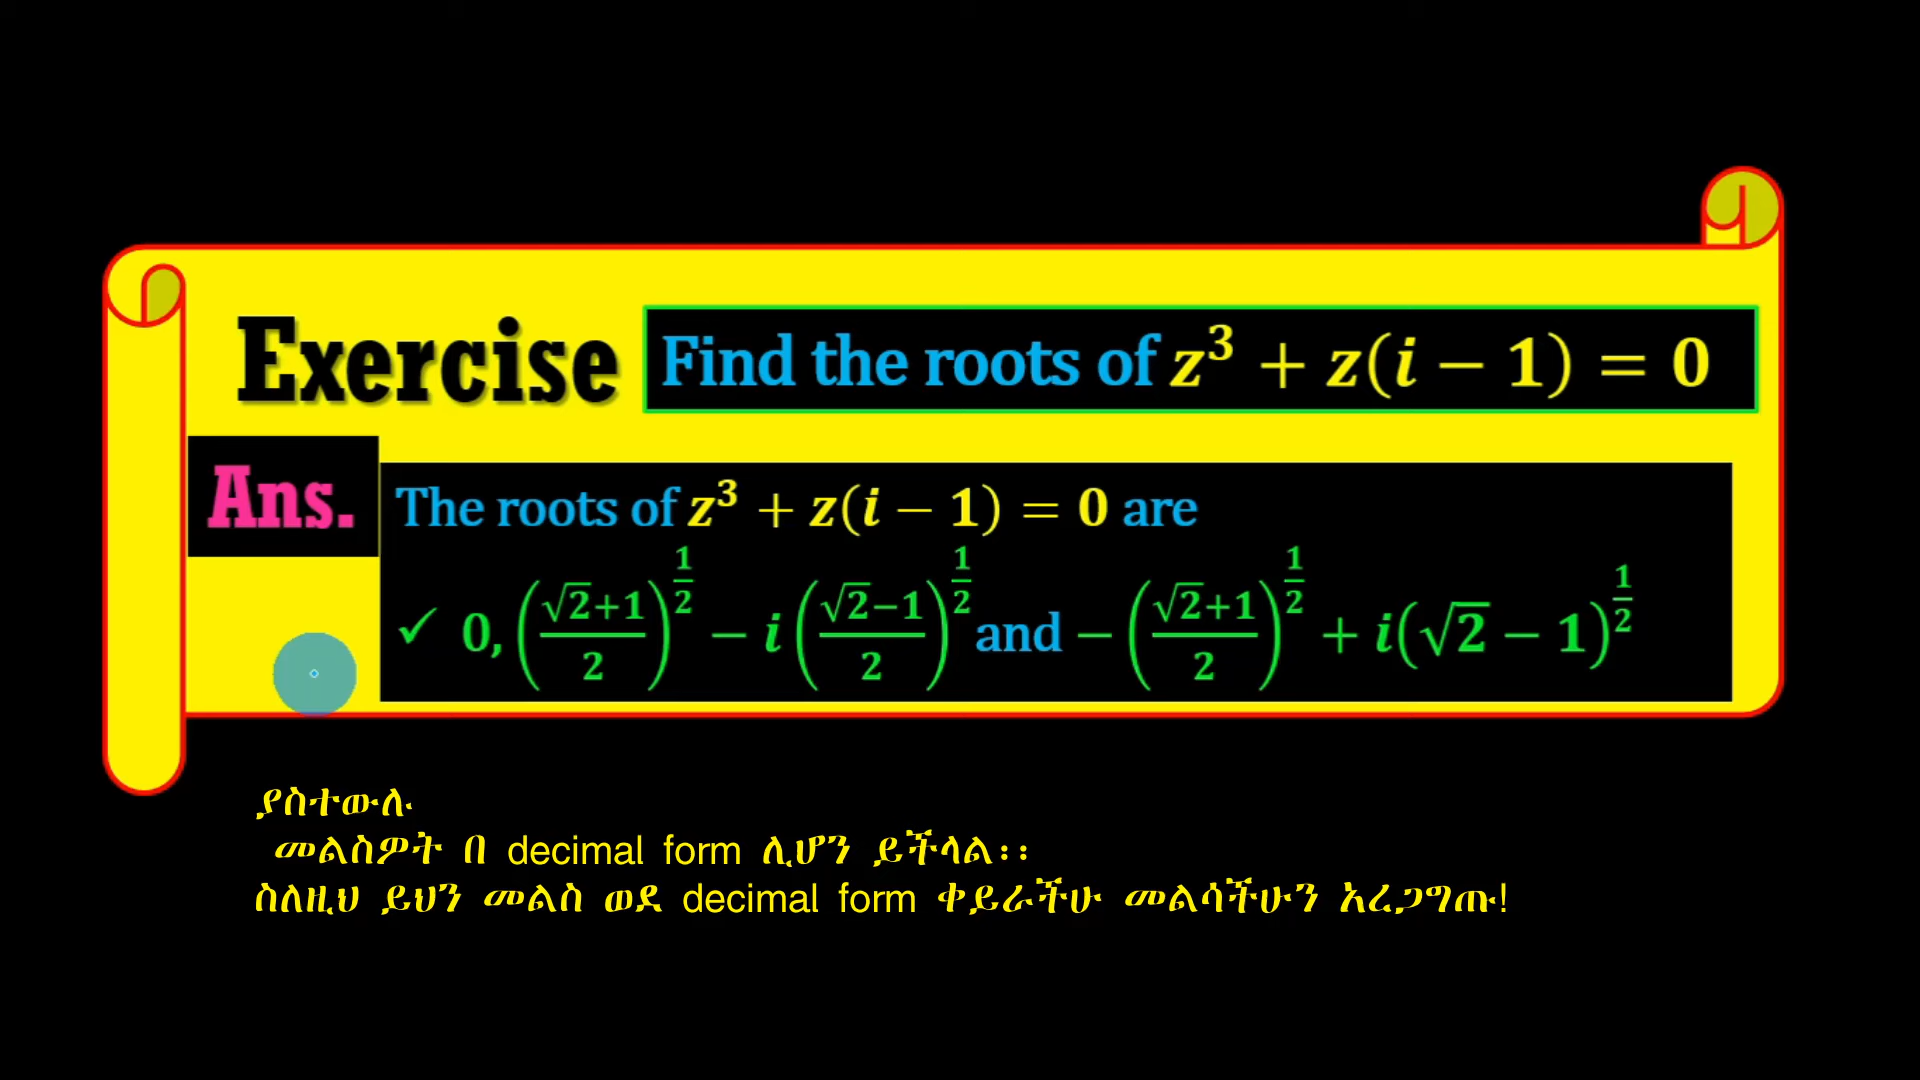 Exercise Find the roots of z³ + z(i − 1) = 0
Ans. The roots of z³ + z(i − 1) = 0 are
✓ 0, ((√2+1)/2)^(1/2) − i((√2−1)/2)^(1/2) and −((√2+1)/2)^(1/2) + i(√2 − 1)^(1/2)
ያስተውሉ
መልስዎት በ decimal form ሊሆን ይችላል፡፡
ስለዚህ ይህን መልስ ወደ decimal form ቀይራችሁ መልሳችሁን አረጋግጡ!